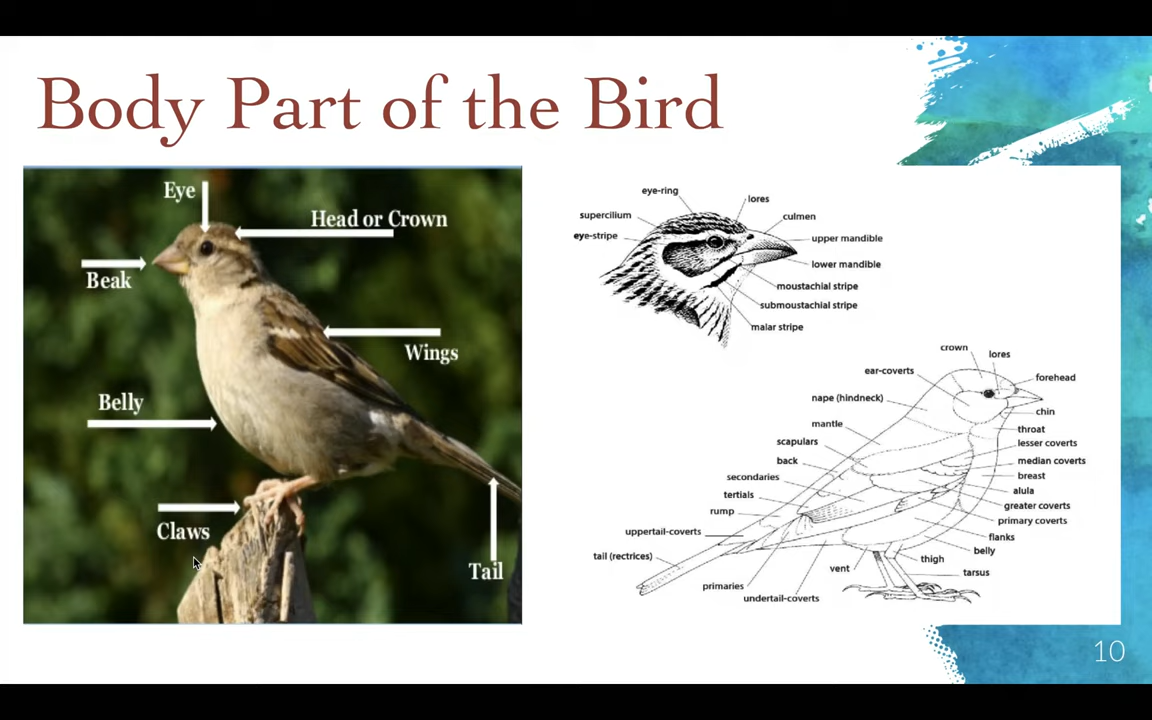 Body Part of the Bird
Eye
Head or Crown
Beak
Wings
Belly
Claws
Tail
eye-ring
lores
supercilium
culmen
eye-stripe
upper mandible
lower mandible
moustachial stripe
submoustachial stripe
malar stripe
crown
lores
ear-coverts
forehead
nape (hindneck)
chin
mantle
throat
scapulars
lesser coverts
back
median coverts
breast
secondaries
alula
tertials
greater coverts
rump
primary coverts
uppertail-coverts
flanks
belly
tail (rectrices)
thigh
vent
tarsus
primaries
undertail-coverts
10